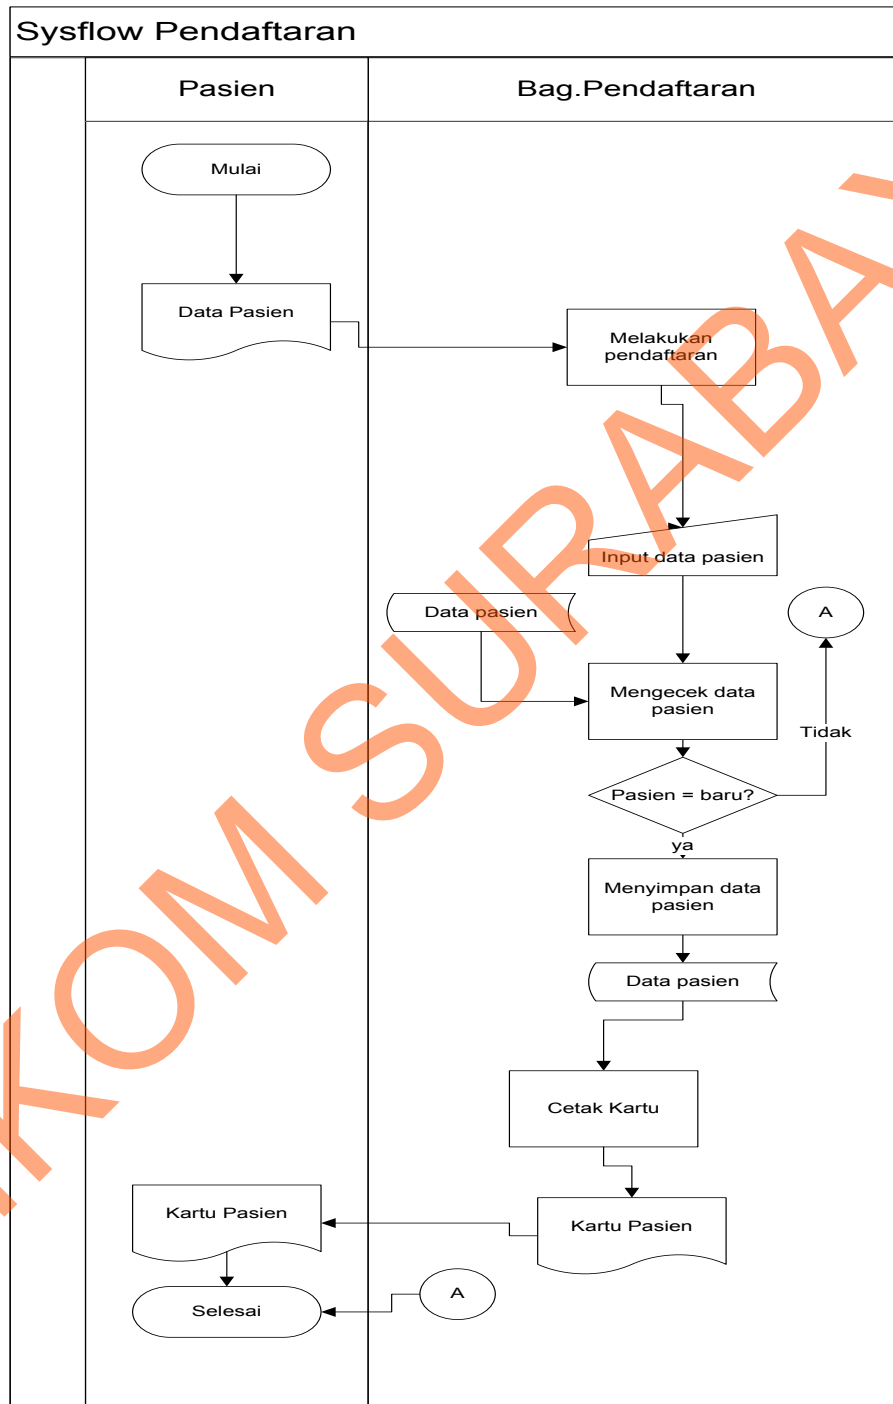 Sysflow Pendaftaran
Pasien
Bag.Pendaftaran
Mulai
Data Pasien
Melakukan
pendaftaran
Input data pasien
Data pasien
A
Mengecek data
pasien
Tidak
Pasien = baru?
ya
Menyimpan data
pasien
Data pasien
Cetak Kartu
Kartu Pasien
Kartu Pasien
Selesai
A
KOM SURABAY